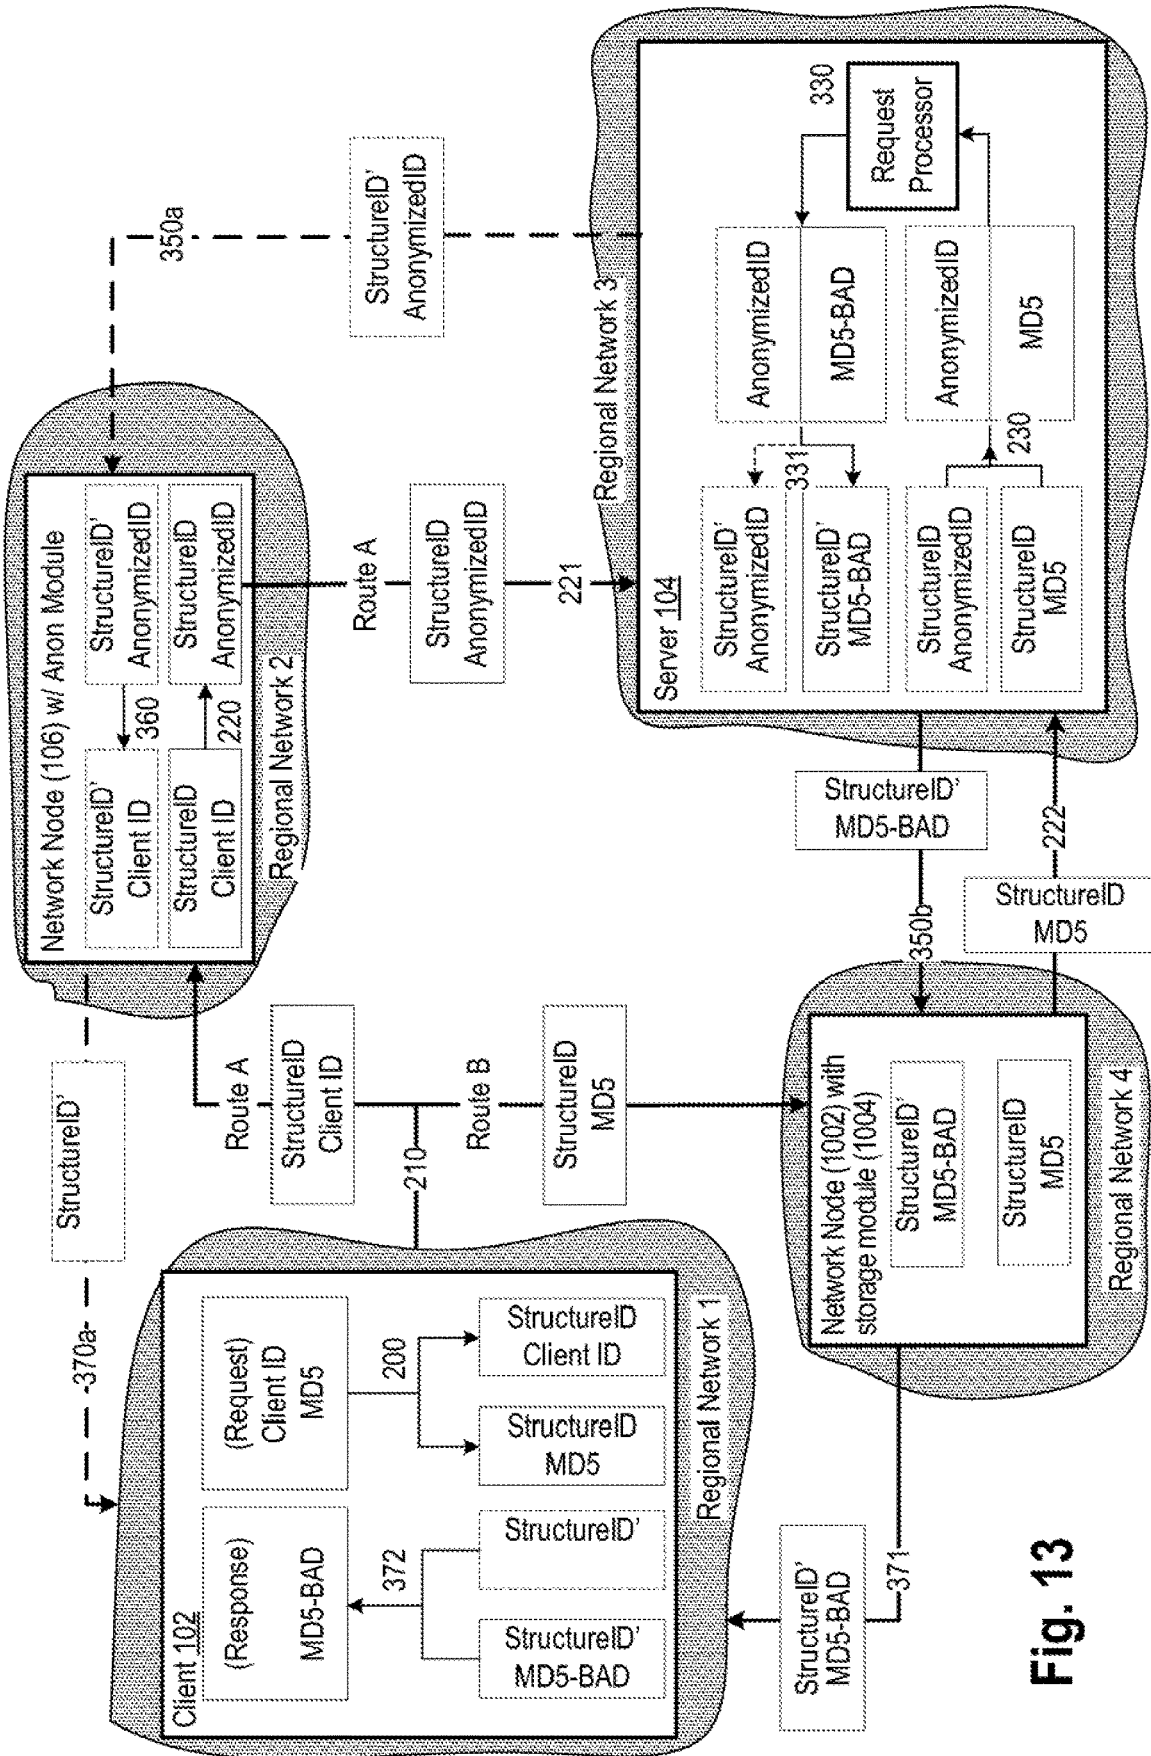 Client 102
(Response)
MD5-BAD
(Request)
Client ID
MD5
372
200
StructureID'
MD5-BAD
StructureID'
StructureID
MD5
StructureID
Client ID
Regional Network 1
370a
StructureID'
210
Route A
StructureID
Client ID
Route B
StructureID
MD5
Network Node (106) w/ Anon Module
StructureID'
Client ID
360
StructureID'
AnonymizedID
StructureID
Client ID
220
StructureID
AnonymizedID
Regional Network 2
Route A
StructureID
AnonymizedID
221
350a
StructureID'
AnonymizedID
Regional Network 3
Server 104
StructureID'
AnonymizedID
331
StructureID'
MD5-BAD
AnonymizedID
MD5-BAD
330
Request
Processor
StructureID
AnonymizedID
StructureID
MD5
230
AnonymizedID
MD5
StructureID'
MD5-BAD
350b
StructureID
MD5
222
Network Node (1002) with
storage module (1004)
StructureID'
MD5-BAD
StructureID
MD5
Regional Network 4
371
StructureID'
MD5-BAD
Fig. 13